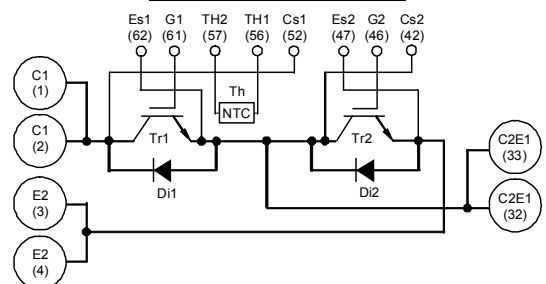 Es1 G1 TH2 TH1 Cs1 Es2 G2 Cs2
(62) (61) (57) (56) (52) (47) (46) (42)
C1
(1)
Th
NTC
C1
(2)
Tr1
Tr2
C2E1
(33)
Di1
Di2
E2
(3)
C2E1
(32)
E2
(4)